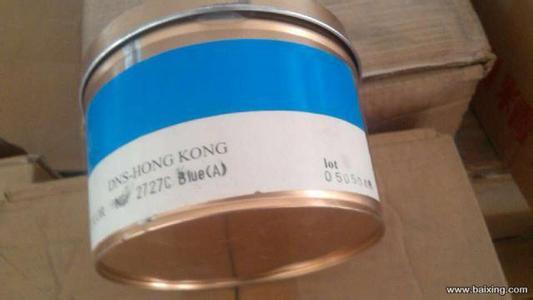 DNS-HONG KONG
2727C Blue(A)
lot
www.baixing.com